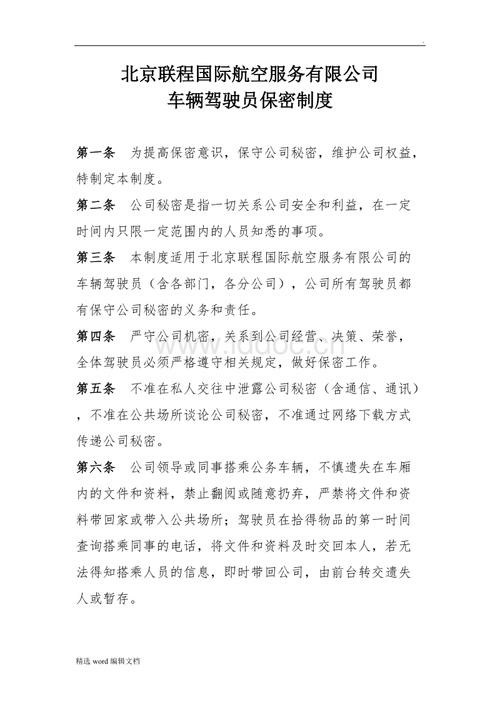 北京联程国际航空服务有限公司
车辆驾驶员保密制度
第一条 为提高保密意识，保守公司秘密，维护公司权益，
特制定本制度。
第二条 公司秘密是指一切关系公司安全和利益，在一定
时间内只限一定范围内的人员知悉的事项。
第三条 本制度适用于北京联程国际航空服务有限公司的
车辆驾驶员（含各部门，各分公司），公司所有驾驶员都
有保守公司秘密的义务和责任。
第四条 严守公司机密，关系到公司经营、决策、荣誉，
全体驾驶员必须严格遵守相关规定，做好保密工作。
第五条 不准在私人交往中泄露公司秘密（含通信、通讯）
，不准在公共场所谈论公司秘密，不准通过网络下载方式
传递公司秘密。
第六条 公司领导或同事搭乘公务车辆，不慎遗失在车厢
内的文件和资料，禁止翻阅或随意扔弃，严禁将文件和资
料带回家或带入公共场所；驾驶员在拾得物品的第一时间
查询搭乘同事的电话，将文件和资料及时交回本人，若无
法得知搭乘人员的信息，即时带回公司，由前台转交遗失
人或暂存。
精选word编辑文档